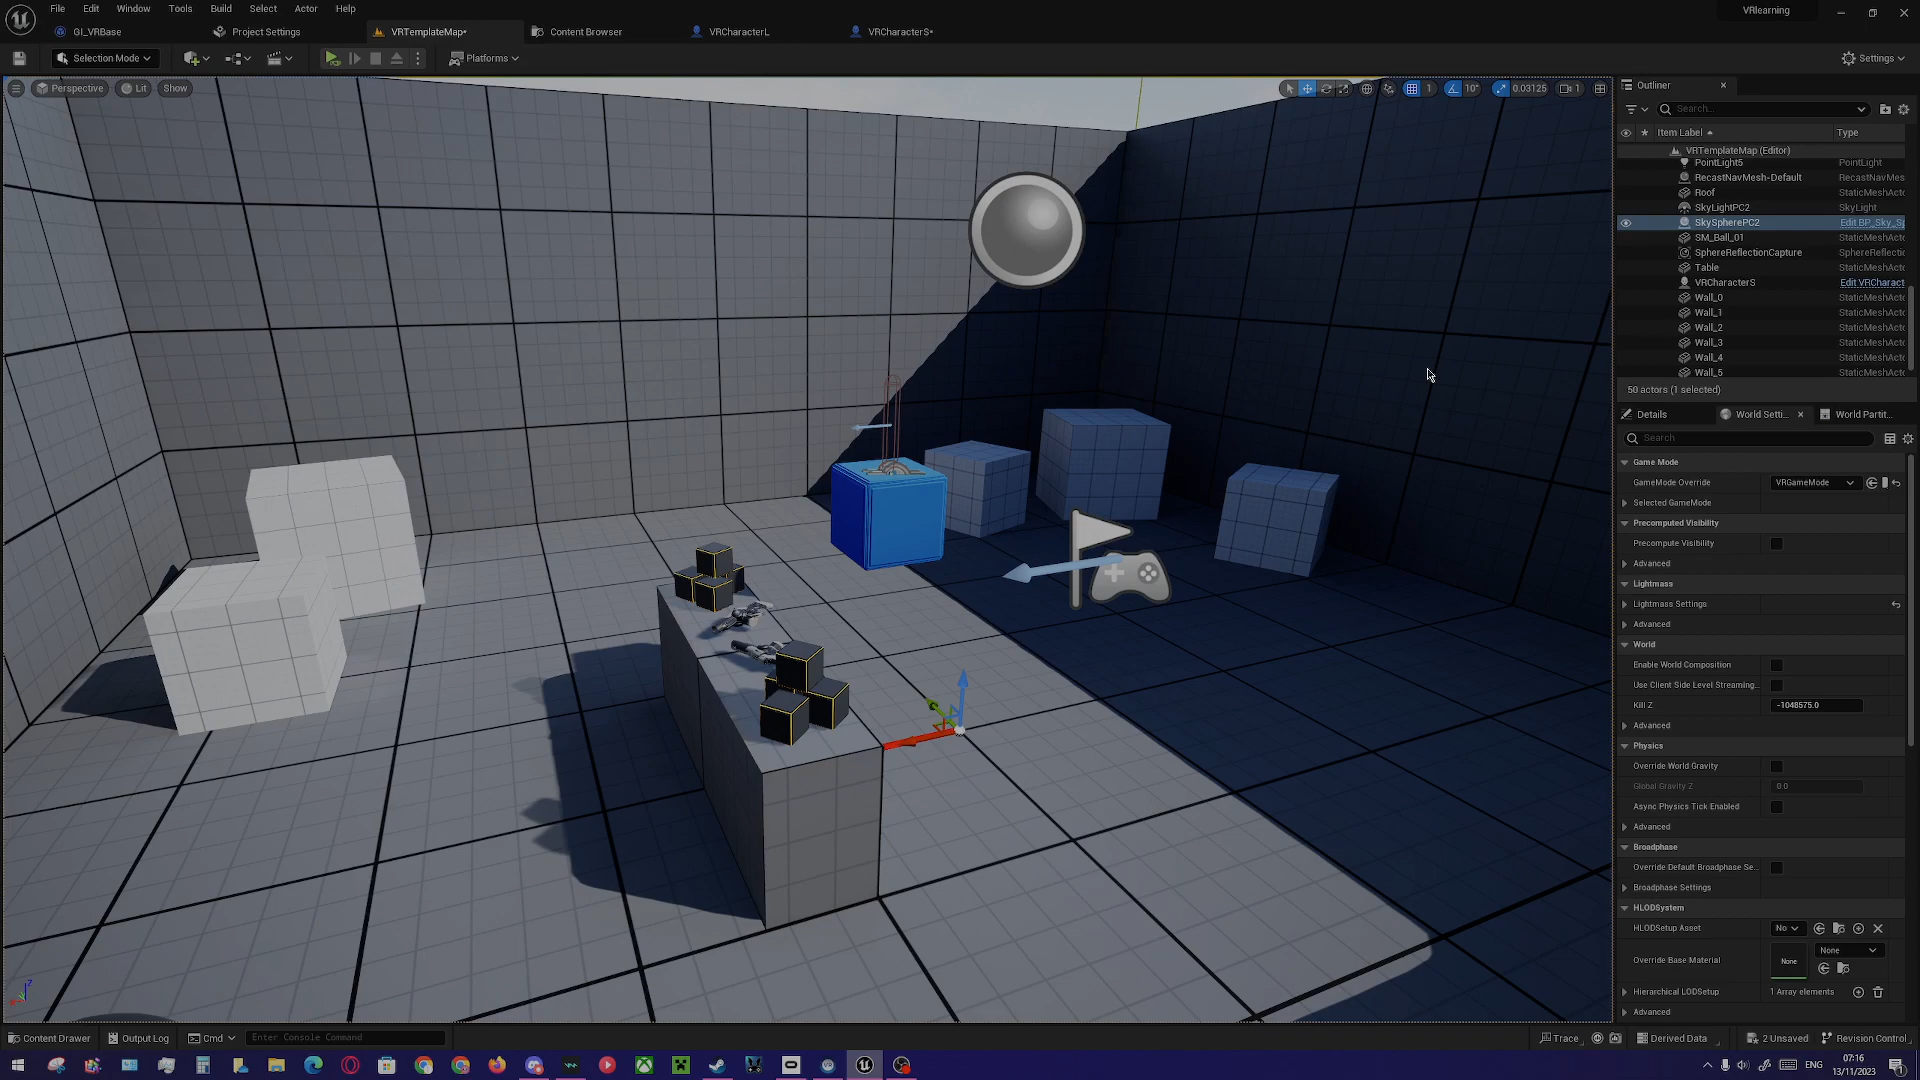 File Edit Window Tools Build Select Actor Help
VRlearning
GI_VRBase Project Settings VRTemplateMap* Content Browser VRCharacterL VRCharacterS*
Selection Mode Platforms Settings
Perspective Lit Show 1 10° 0.03125 1
Outliner
Search...
Item Label Type
VRTemplateMap (Editor)
PointLight5 PointLight
RecastNavMesh-Default RecastNavMes
Roof StaticMeshActo
SkyLightPC2 SkyLight
SkySpherePC2 Edit BP_Sky_Sp
SM_Ball_01 StaticMeshActo
SphereReflectionCapture SphereReflectio
Table StaticMeshActo
VRCharacterS Edit VRCharact
Wall_0 StaticMeshActo
Wall_1 StaticMeshActo
Wall_2 StaticMeshActo
Wall_3 StaticMeshActo
Wall_4 StaticMeshActo
Wall_5 StaticMeshActo
50 actors (1 selected)
Details World Setti... World Partit...
Search
Game Mode
GameMode Override VRGameMode
Selected GameMode
Precomputed Visibility
Precompute Visibility
Advanced
Lightmass
Lightmass Settings
Advanced
World
Enable World Composition
Use Client Side Level Streaming...
Kill Z -1048575.0
Advanced
Physics
Override World Gravity
Global Gravity Z 0.0
Async Physics Tick Enabled
Advanced
Broadphase
Override Default Broadphase Se...
Broadphase Settings
HLODSystem
HLODSetup Asset No
Override Base Material None None
Hierarchical LODSetup 1 Array elements
Advanced
Content Drawer Output Log Cmd Enter Console Command Trace Derived Data 2 Unsaved Revision Control
ENG 07:16
13/11/2023